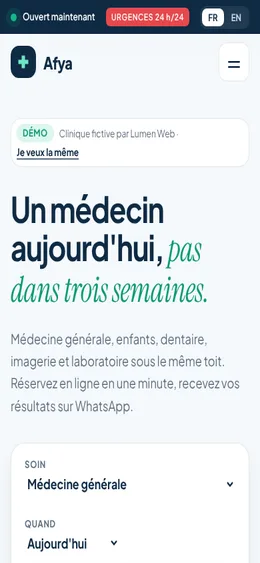 Ouvert maintenant URGENCES 24 h/24 FR EN
Afya
DÉMO Clinique fictive par Lumen Web ·
Je veux la même
Un médecin
aujourd'hui, pas
dans trois semaines.
Médecine générale, enfants, dentaire,
imagerie et laboratoire sous le même toit.
Réservez en ligne en une minute, recevez vos
résultats sur WhatsApp.
SOIN
Médecine générale
QUAND
Aujourd'hui